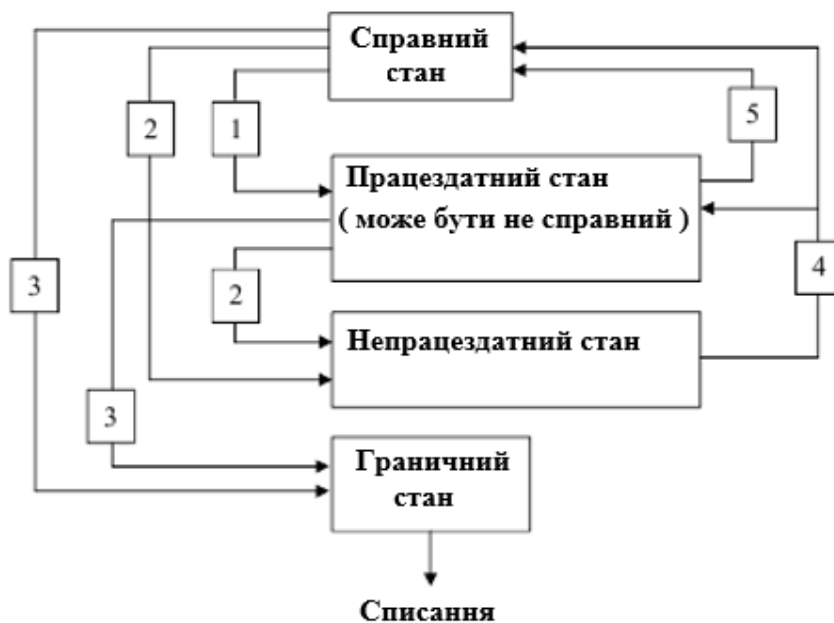 Справний
стан
2
1
5
Працездатний стан
( може бути не справний )
3
2
4
Непрацездатний стан
3
Граничний
стан
Списання